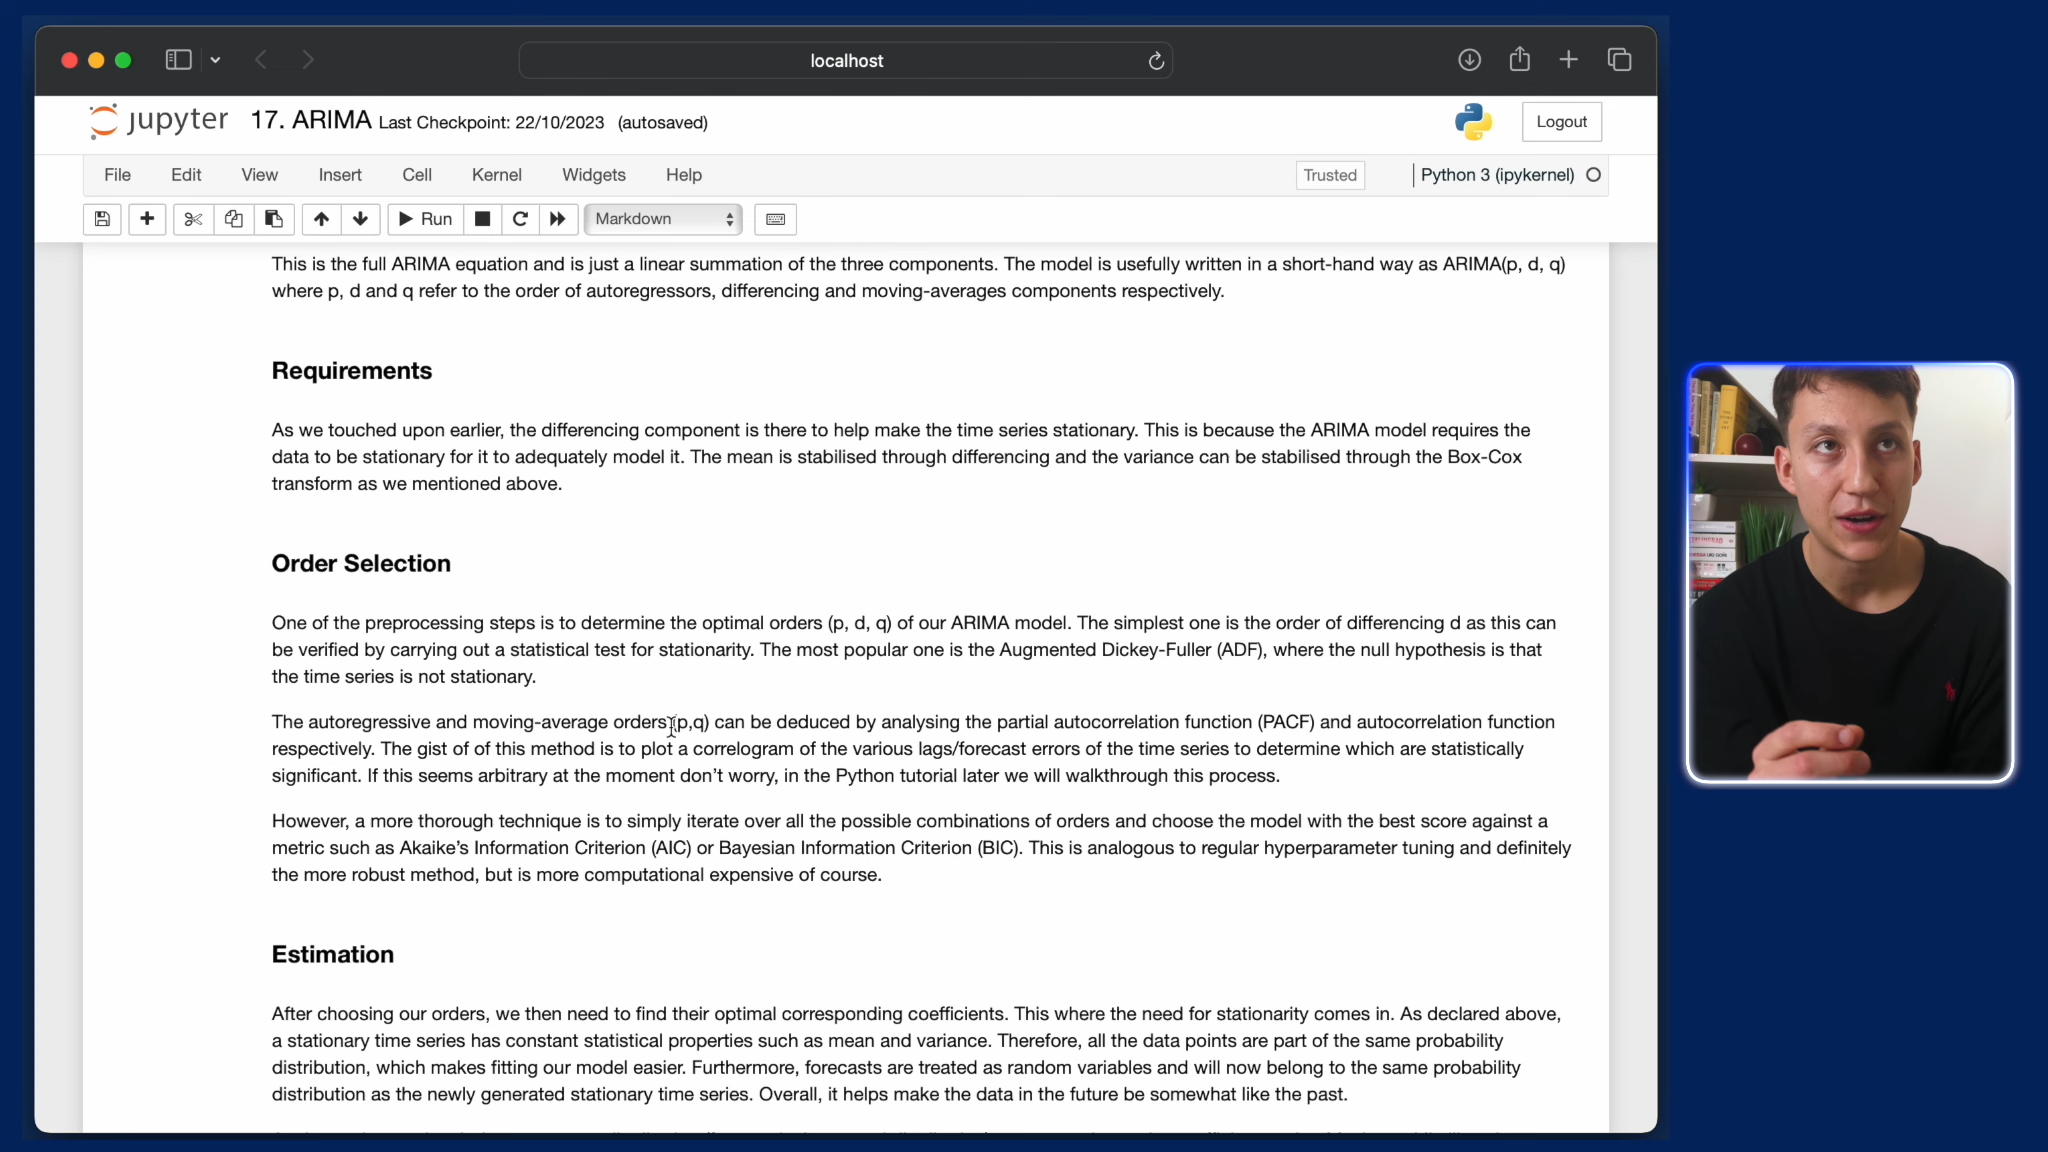 localhost
jupyter 17. ARIMA Last Checkpoint: 22/10/2023 (autosaved)
Logout
File Edit View Insert Cell Kernel Widgets Help
Trusted
Python 3 (ipykernel)
Run
Markdown
This is the full ARIMA equation and is just a linear summation of the three components. The model is usefully written in a short-hand way as ARIMA(p, d, q)
where p, d and q refer to the order of autoregressors, differencing and moving-averages components respectively.
Requirements
As we touched upon earlier, the differencing component is there to help make the time series stationary. This is because the ARIMA model requires the
data to be stationary for it to adequately model it. The mean is stabilised through differencing and the variance can be stabilised through the Box-Cox
transform as we mentioned above.
Order Selection
One of the preprocessing steps is to determine the optimal orders (p, d, q) of our ARIMA model. The simplest one is the order of differencing d as this can
be verified by carrying out a statistical test for stationarity. The most popular one is the Augmented Dickey-Fuller (ADF), where the null hypothesis is that
the time series is not stationary.
The autoregressive and moving-average orders (p,q) can be deduced by analysing the partial autocorrelation function (PACF) and autocorrelation function
respectively. The gist of of this method is to plot a correlogram of the various lags/forecast errors of the time series to determine which are statistically
significant. If this seems arbitrary at the moment don't worry, in the Python tutorial later we will walkthrough this process.
However, a more thorough technique is to simply iterate over all the possible combinations of orders and choose the model with the best score against a
metric such as Akaike's Information Criterion (AIC) or Bayesian Information Criterion (BIC). This is analogous to regular hyperparameter tuning and definitely
the more robust method, but is more computational expensive of course.
Estimation
After choosing our orders, we then need to find their optimal corresponding coefficients. This where the need for stationarity comes in. As declared above,
a stationary time series has constant statistical properties such as mean and variance. Therefore, all the data points are part of the same probability
distribution, which makes fitting our model easier. Furthermore, forecasts are treated as random variables and will now belong to the same probability
distribution as the newly generated stationary time series. Overall, it helps make the data in the future be somewhat like the past.